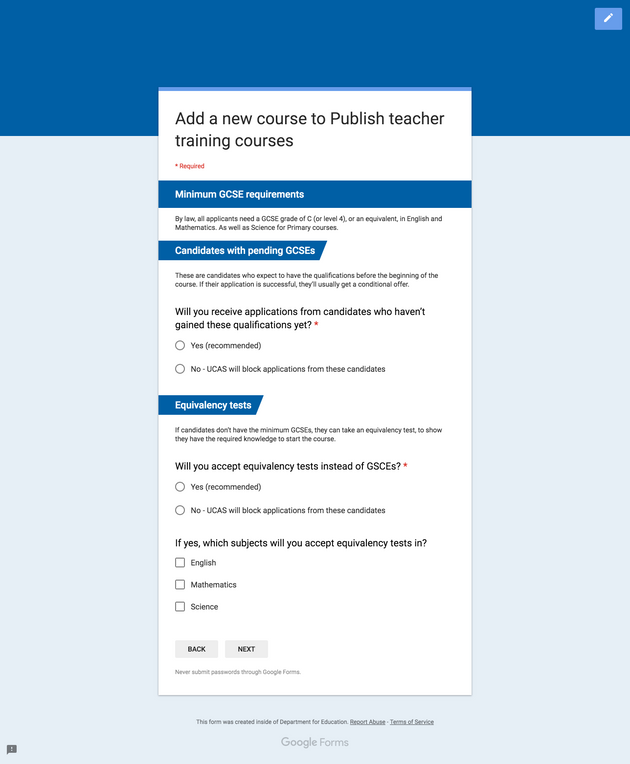 Add a new course to Publish teacher
training courses
* Required
Minimum GCSE requirements
By law, all applicants need a GCSE grade of C (or level 4), or an equivalent, in English and
Mathematics. As well as Science for Primary courses.
Candidates with pending GCSEs
These are candidates who expect to have the qualifications before the beginning of the
course. If their application is successful, they'll usually get a conditional offer.
Will you receive applications from candidates who haven't
gained these qualifications yet? *
Yes (recommended)
No - UCAS will block applications from these candidates
Equivalency tests
If candidates don't have the minimum GCSEs, they can take an equivalency test, to show
they have the required knowledge to start the course.
Will you accept equivalency tests instead of GSCEs? *
Yes (recommended)
No - UCAS will block applications from these candidates
If yes, which subjects will you accept equivalency tests in?
English
Mathematics
Science
BACK NEXT
Never submit passwords through Google Forms.
This form was created inside of Department for Education. Report Abuse - Terms of Service
Google Forms